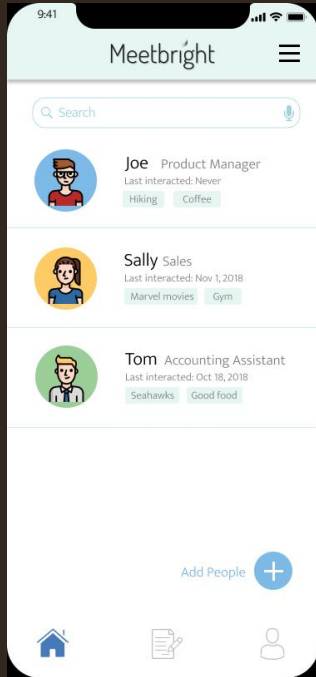 9:41
Meetbright
Search
Joe Product Manager
Last interacted: Never
Hiking Coffee
Sally Sales
Last interacted: Nov 1, 2018
Marvel movies Gym
Tom Accounting Assistant
Last interacted: Oct 18, 2018
Seahawks Good food
Add People